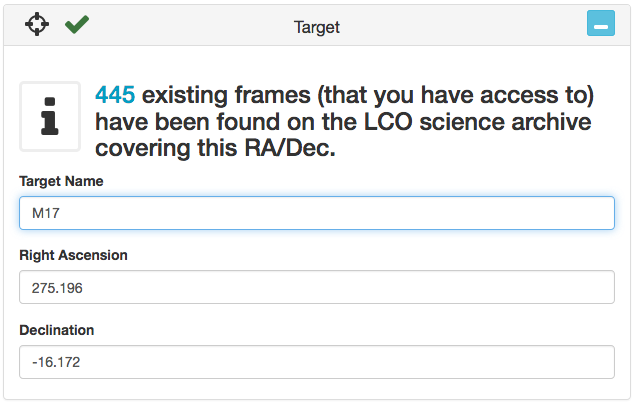 Target
445 existing frames (that you have access to)
have been found on the LCO science archive
covering this RA/Dec.
Target Name
M17
Right Ascension
275.196
Declination
-16.172